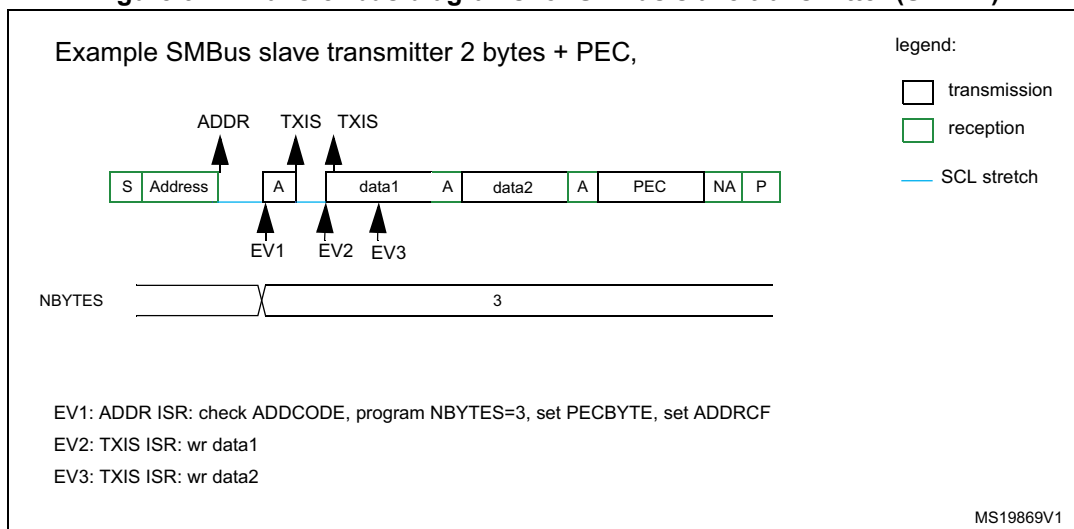 Example SMBus slave transmitter 2 bytes + PEC,
legend:
transmission
reception
SCL stretch
ADDR TXIS TXIS
S Address A data1 A data2 A PEC NA P
EV1 EV2 EV3
NBYTES 3
EV1: ADDR ISR: check ADDCODE, program NBYTES=3, set PECBYTE, set ADDRCF
EV2: TXIS ISR: wr data1
EV3: TXIS ISR: wr data2
MS19869V1